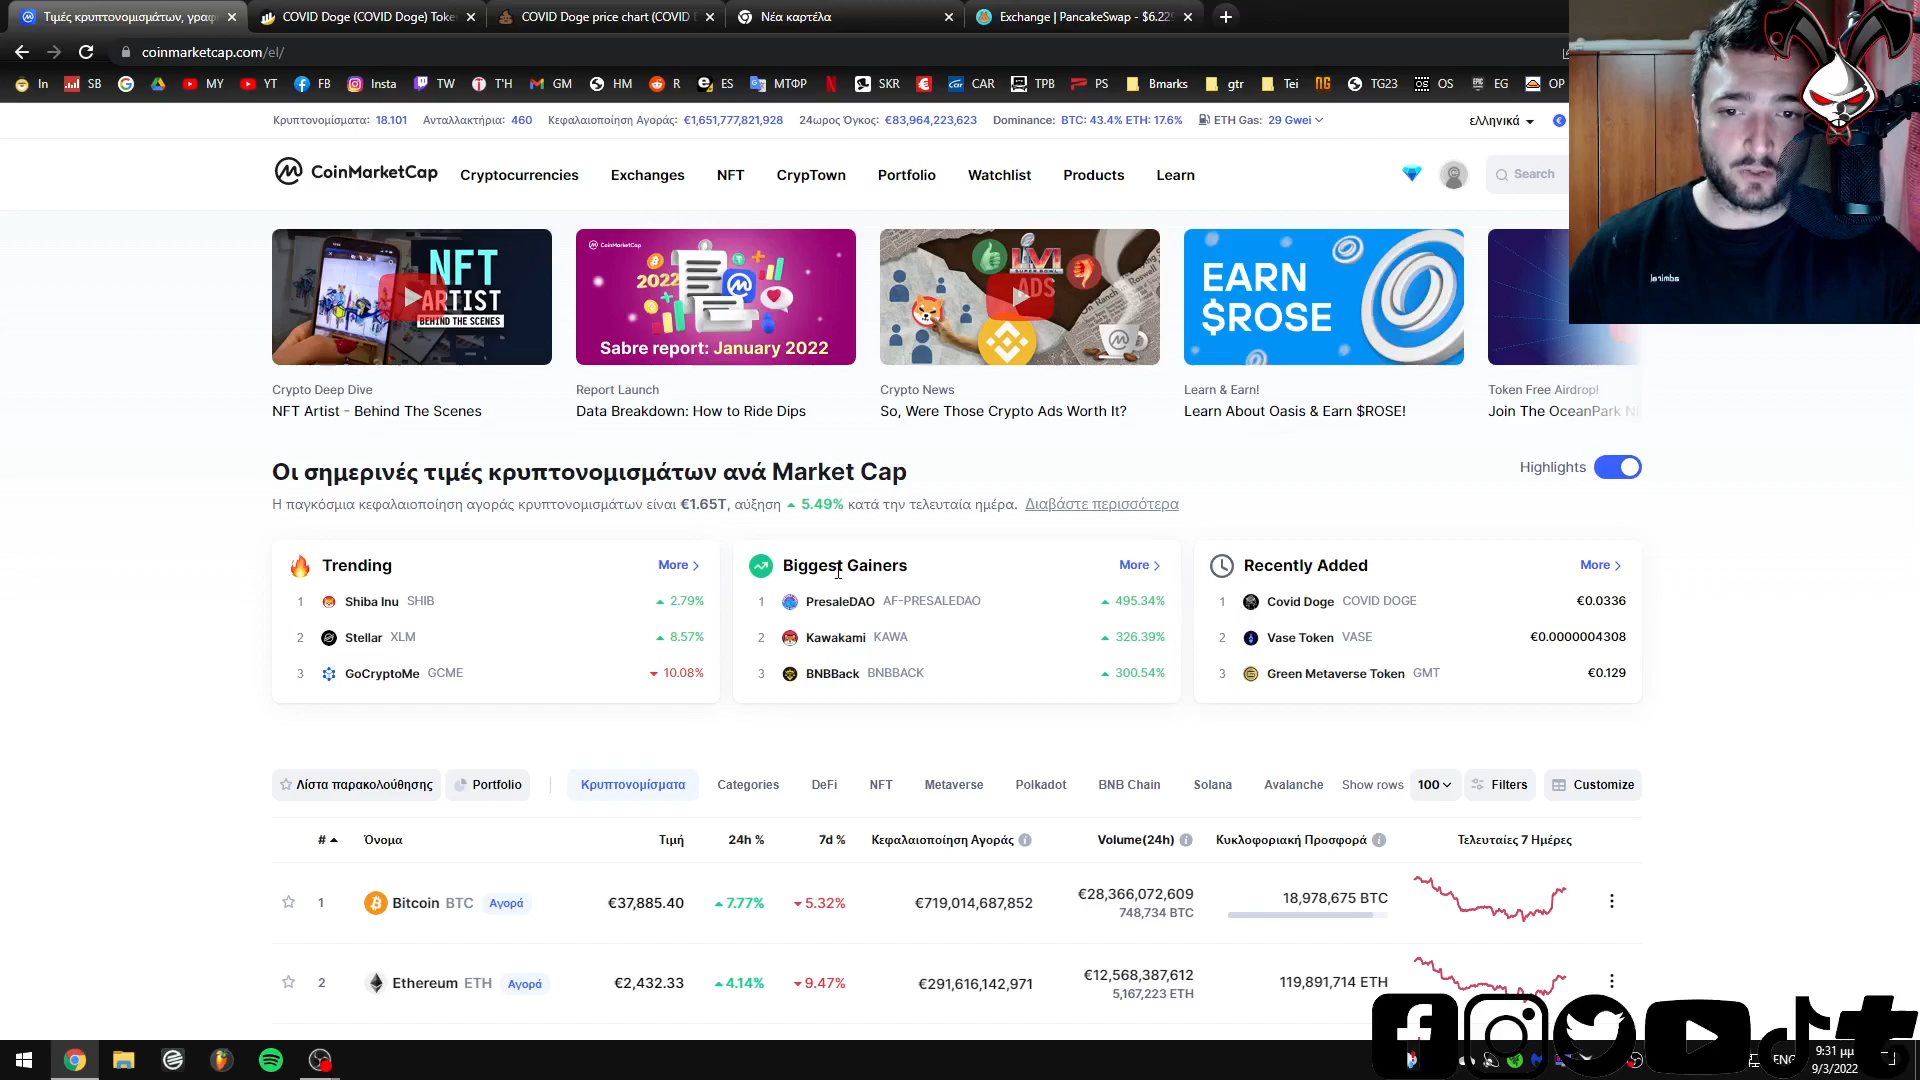 Τιμές κρυπτονομισμάτων, γραφ
COVID Doge (COVID Doge) Toke
COVID Doge price chart (COVID
Νέα καρτέλα
Exchange | PancakeSwap - $6.229
coinmarketcap.com/el/
In SB MY YT FB Insta TW T'H GM HM R ES ΜΤΦΡ SKR CAR TPB PS Bmarks gtr Tei NG TG23 OS EG OP
Κρυπτονομίσματα: 18.101 Ανταλλακτήρια: 460 Κεφαλαιοποίηση Αγοράς: €1,651,777,821,928 24ωρος Όγκος: €83,964,223,623 Dominance: BTC: 43.4% ETH: 17.6% ETH Gas: 29 Gwei
ελληνικά
CoinMarketCap Cryptocurrencies Exchanges NFT CrypTown Portfolio Watchlist Products Learn Search
NFT
ARTIST
BEHIND THE SCENES
CoinMarketCap
2022
Sabre report: January 2022
LVI
SUPER BOWL
ADS
EARN
$ROSE
Crypto Deep Dive
NFT Artist - Behind The Scenes
Report Launch
Data Breakdown: How to Ride Dips
Crypto News
So, Were Those Crypto Ads Worth It?
Learn & Earn!
Learn About Oasis & Earn $ROSE!
Token Free Airdrop!
Join The OceanPark N
Οι σημερινές τιμές κρυπτονομισμάτων ανά Market Cap
Highlights
Η παγκόσμια κεφαλαιοποίηση αγοράς κρυπτονομισμάτων είναι €1.65T, αύξηση 5.49% κατά την τελευταία ημέρα. Διαβάστε περισσότερα
Trending More
1 Shiba Inu SHIB 2.79%
2 Stellar XLM 8.57%
3 GoCryptoMe GCME 10.08%
Biggest Gainers More
1 PresaleDAO AF-PRESALEDAO 495.34%
2 Kawakami KAWA 326.39%
3 BNBBack BNBBACK 300.54%
Recently Added More
1 Covid Doge COVID DOGE €0.0336
2 Vase Token VASE €0.0000004308
3 Green Metaverse Token GMT €0.129
Λίστα παρακολούθησης Portfolio Κρυπτονομίσματα Categories DeFi NFT Metaverse Polkadot BNB Chain Solana Avalanche Show rows 100 Filters Customize
# Όνομα Τιμή 24h % 7d % Κεφαλαιοποίηση Αγοράς Volume(24h) Κυκλοφοριακή Προσφορά Τελευταίες 7 Ημέρες
1 Bitcoin BTC Αγορά €37,885.40 7.77% 5.32% €719,014,687,852 €28,366,072,609 18,978,675 BTC
748,734 BTC
2 Ethereum ETH Αγορά €2,432.33 4.14% 9.47% €291,616,142,971 €12,568,387,612 119,891,714 ETH
5,167,223 ETH
ENG
9:31 μμ
9/3/2022